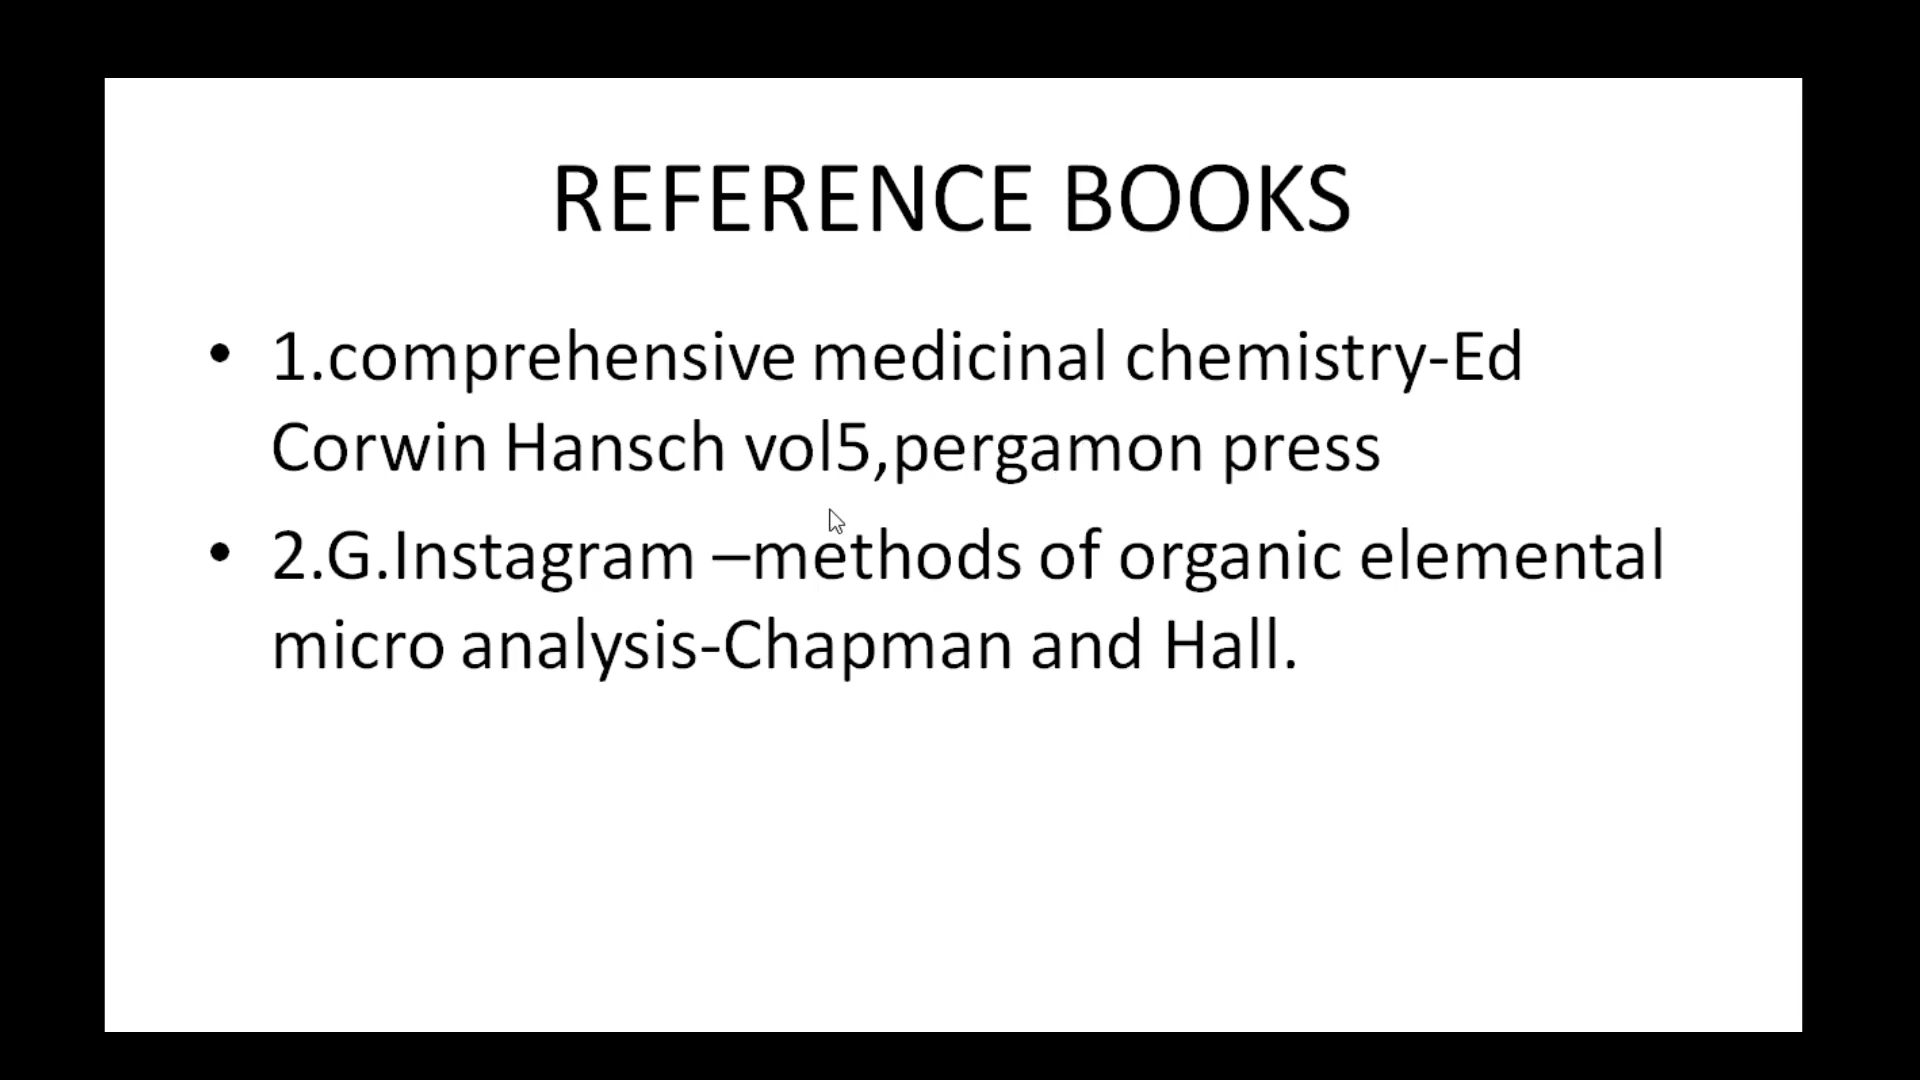 REFERENCE BOOKS
• 1.comprehensive medicinal chemistry-Ed
Corwin Hansch vol5,pergamon press
• 2.G.Instagram –methods of organic elemental
micro analysis-Chapman and Hall.